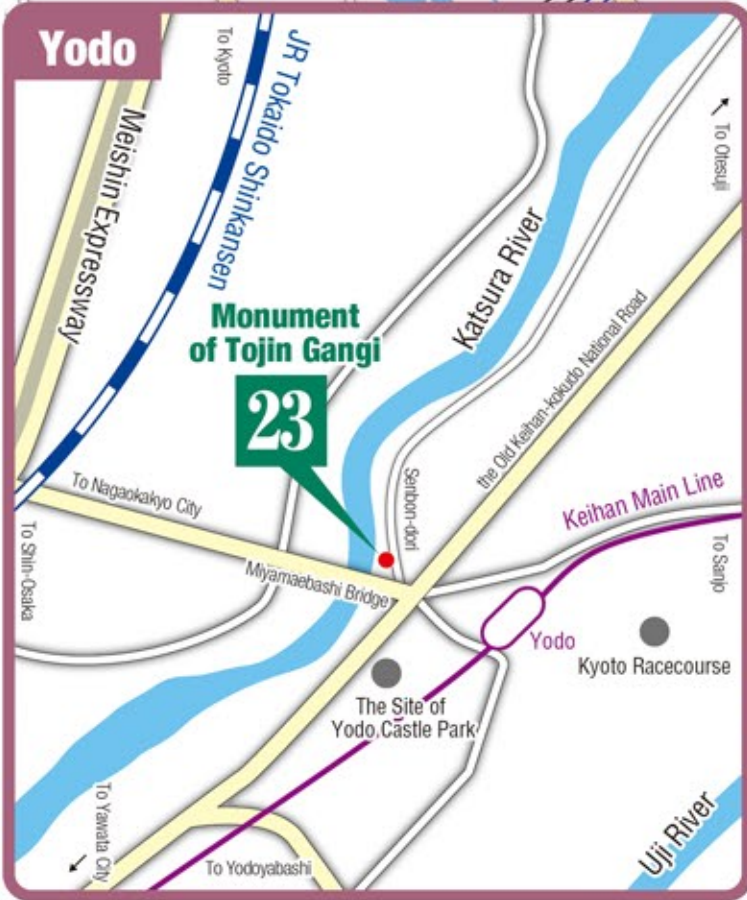 Yodo
To Kyoto
JR Tokaido Shinkansen
Meishin Expressway
To Otesuji
Katsura River
Monument
of Tojin Gangi
23
the Old Keihan-kokudo National Road
To Nagaokakyo City
Senbon-dori
Keihan Main Line
To Shin-Osaka
Miyamaebashi Bridge
To Sanjo
Yodo
Kyoto Racecourse
The Site of
Yodo Castle Park
To Yawata City
To Yodoyabashi
Uji River